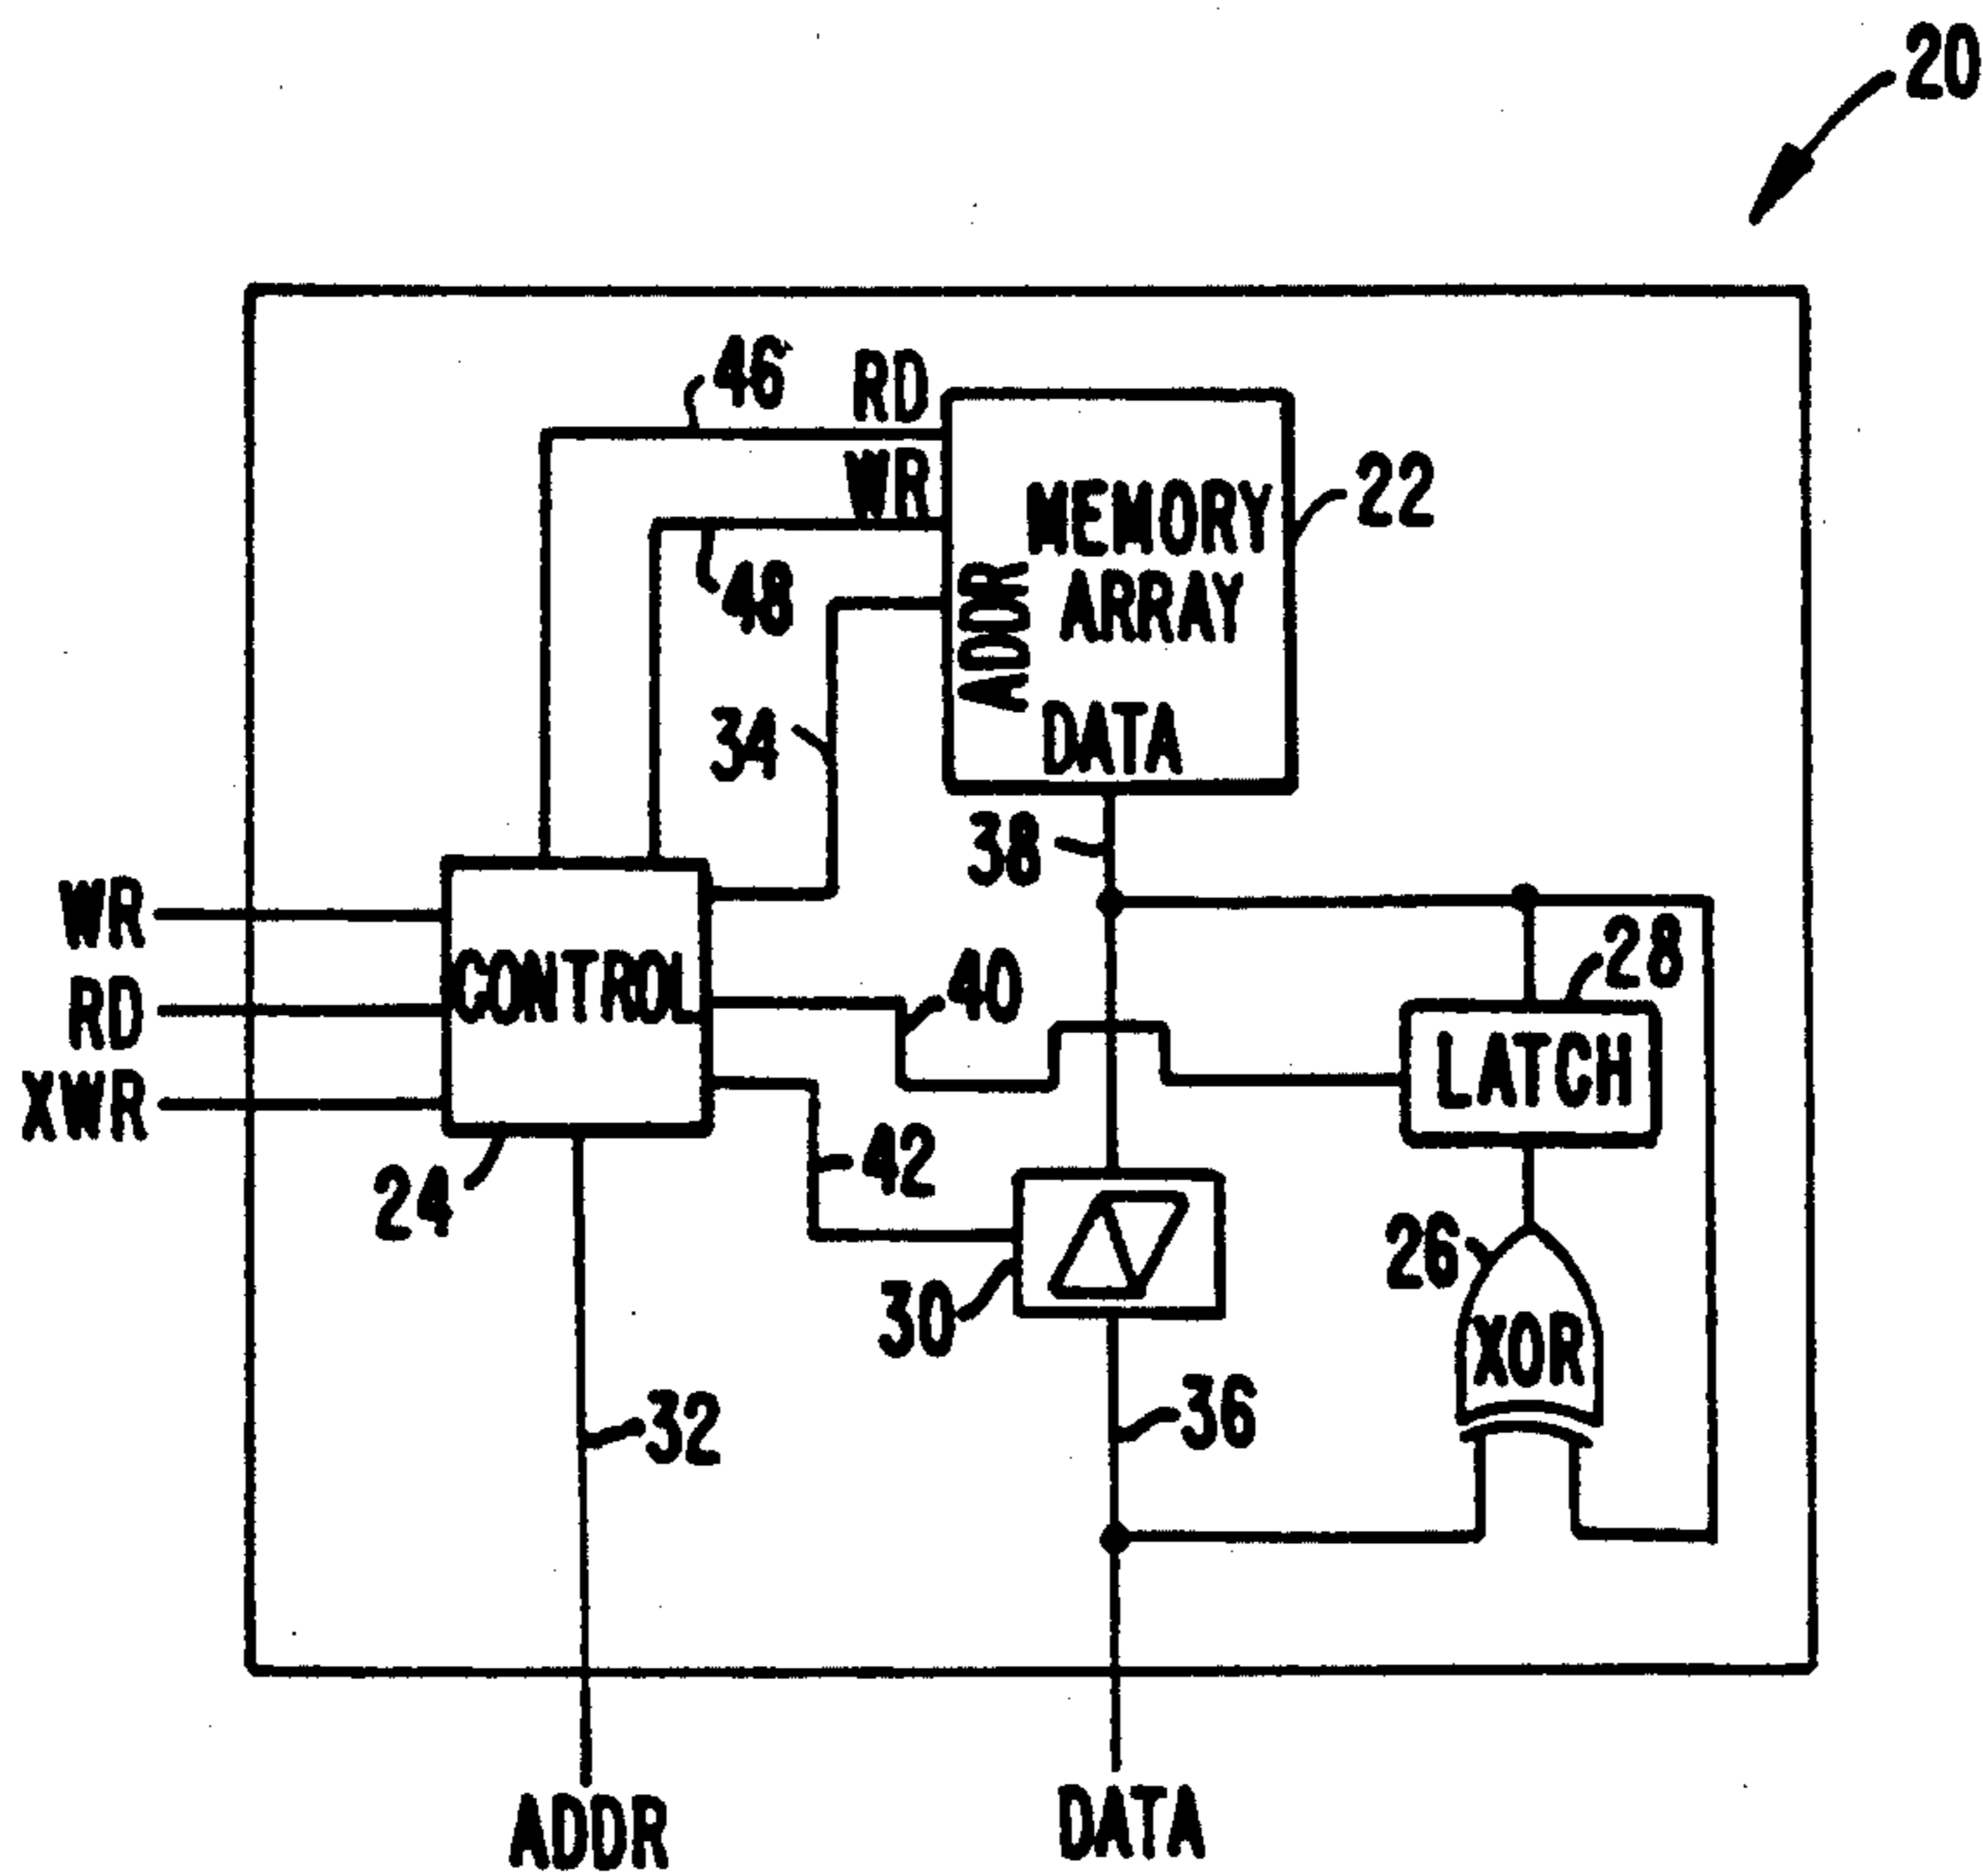 20
46
RD
WR
MEMORY
ARRAY
22
48
ADDR
34
DATA
38
WR
28
CONTROL
40
RD
LATCH
XWR
42
24
26
30
XOR
36
32
ADDR
DATA